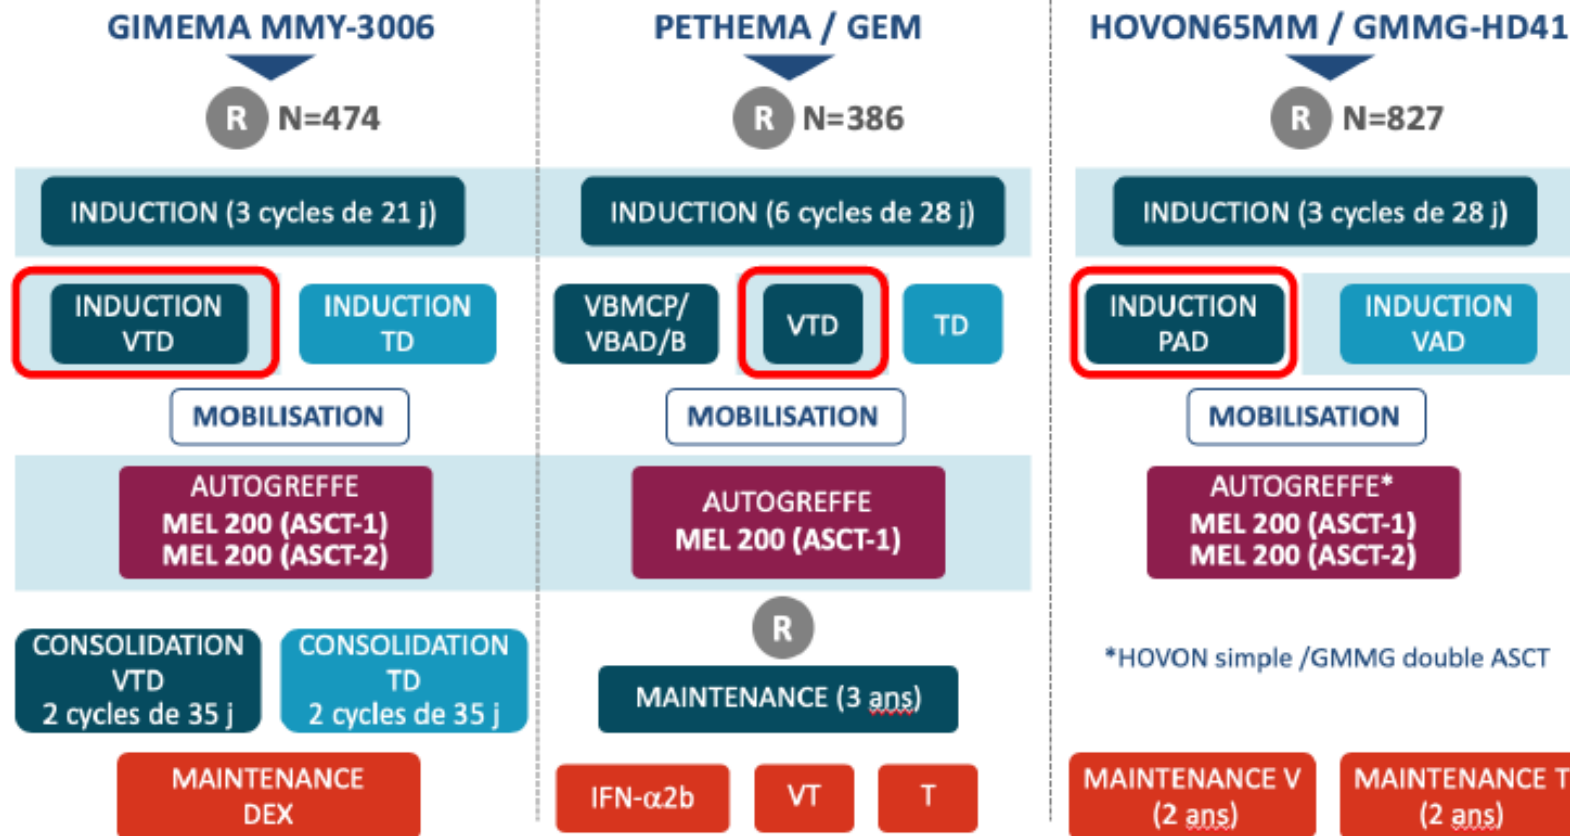 GIMEMA MMY-3006
R N=474
INDUCTION (3 cycles de 21 j)
INDUCTION
VTD
INDUCTION
TD
MOBILISATION
AUTOGREFFE
MEL 200 (ASCT-1)
MEL 200 (ASCT-2)
CONSOLIDATION
VTD
2 cycles de 35 j
CONSOLIDATION
TD
2 cycles de 35 j
MAINTENANCE
DEX
PETHEMA / GEM
R N=386
INDUCTION (6 cycles de 28 j)
VBMCP/
VBAD/B
VTD
TD
MOBILISATION
AUTOGREFFE
MEL 200 (ASCT-1)
R
MAINTENANCE (3 ans)
IFN-α2b
VT
T
HOVON65MM / GMMG-HD41
R N=827
INDUCTION (3 cycles de 28 j)
INDUCTION
PAD
INDUCTION
VAD
MOBILISATION
AUTOGREFFE*
MEL 200 (ASCT-1)
MEL 200 (ASCT-2)
*HOVON simple /GMMG double ASCT
MAINTENANCE V
(2 ans)
MAINTENANCE T
(2 ans)